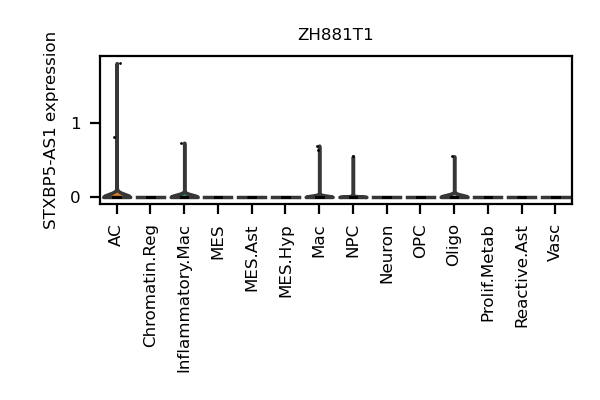 ZH881T1
STXBP5-AS1 expression
1
0
AC
Chromatin.Reg
Inflammatory.Mac
MES
MES.Ast
MES.Hyp
Mac
NPC
Neuron
OPC
Oligo
Prolif.Metab
Reactive.Ast
Vasc